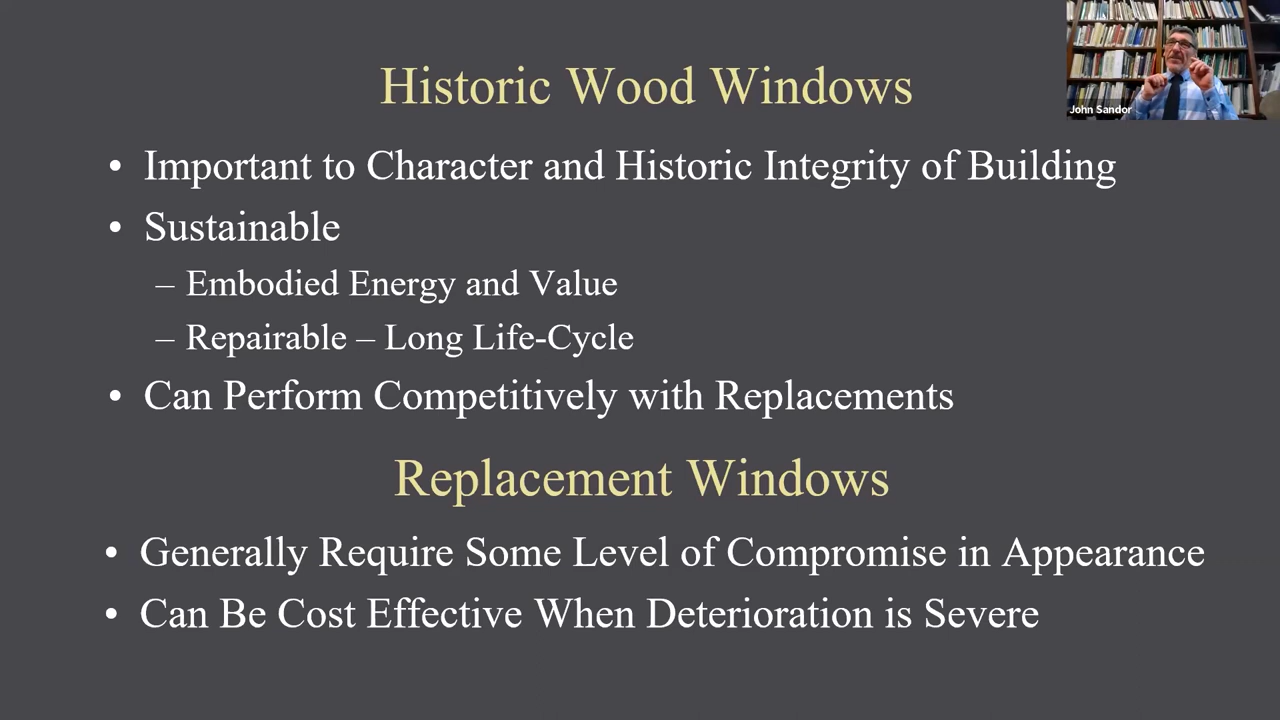 Historic Wood Windows
John Sandor
• Important to Character and Historic Integrity of Building
• Sustainable
– Embodied Energy and Value
– Repairable – Long Life-Cycle
• Can Perform Competitively with Replacements
Replacement Windows
• Generally Require Some Level of Compromise in Appearance
• Can Be Cost Effective When Deterioration is Severe